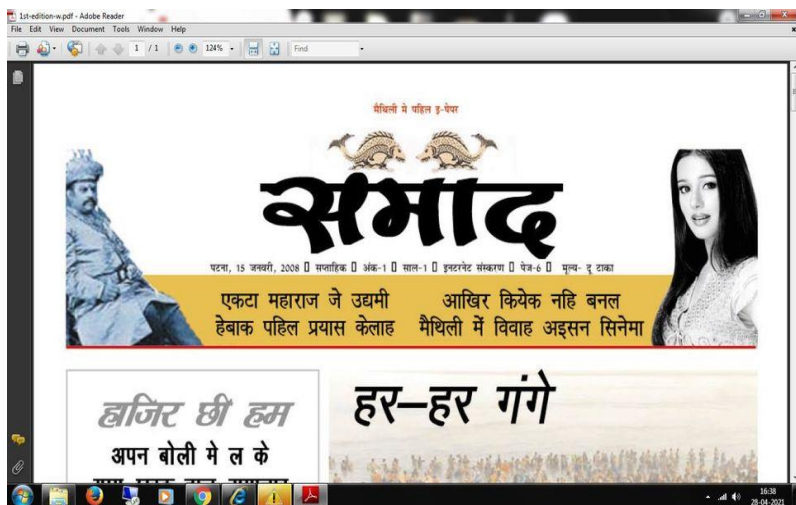 1st-edition-w.pdf - Adobe Reader
File Edit View Document Tools Window Help
1 / 1 124% Find
मैथिली मे पहिल इ-पेपर
समाद
पटना, 15 जनवरी, 2008 ▯ सप्ताहिक ▯ अंक-1 ▯ साल-1 ▯ इन्टरनेट संस्करण ▯ पेज-6 ▯ मूल्य- दू टाका
एकटा महाराज जे उद्यमी
हेबाक पहिल प्रयास केलाह
आखिर कियेक नहि बनल
मैथिली में विवाह अइसन सिनेमा
हाजिर छी हम
अपन बोली मे ल के
हर–हर गंगे
16:38
28-04-2021